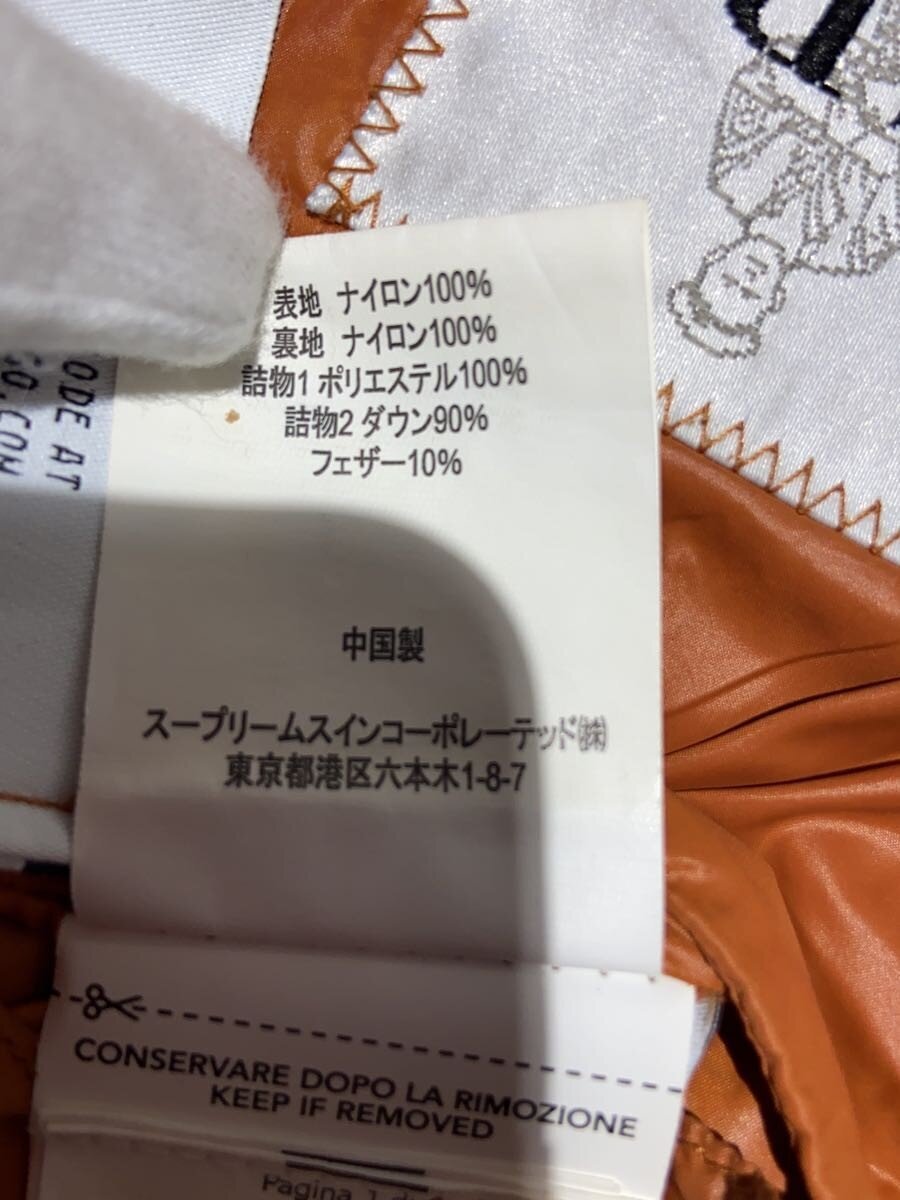 表地 ナイロン100%
裏地 ナイロン100%
詰物1 ポリエステル100%
詰物2 ダウン90%
フェザー10%
中国製
スープリームスインコーポレーテッド㈱
東京都港区六本木1-8-7
ODE AT
CONSERVARE DOPO LA RIMOZIONE
KEEP IF REMOVED
Pagina 1